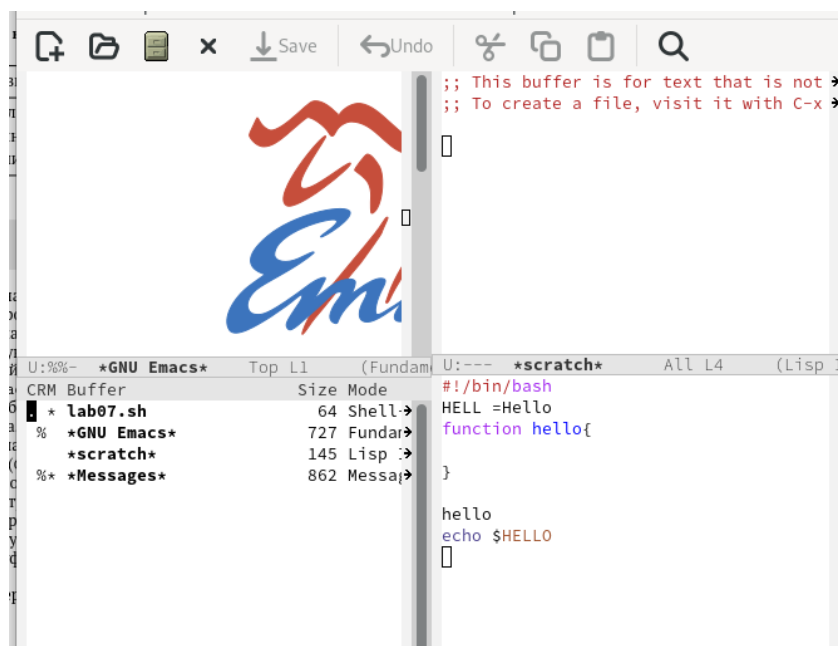 Save Undo
;; This buffer is for text that is not
;; To create a file, visit it with C-x
Em
U:%%- *GNU Emacs* Top L1 (Fundam
U:--- *scratch* All L4 (Lisp
CRM Buffer Size Mode
. * lab07.sh 64 Shell-
% *GNU Emacs* 727 Fundam
*scratch* 145 Lisp
%* *Messages* 862 Messag
#!/bin/bash
HELL =Hello
function hello{
}
hello
echo $HELLO